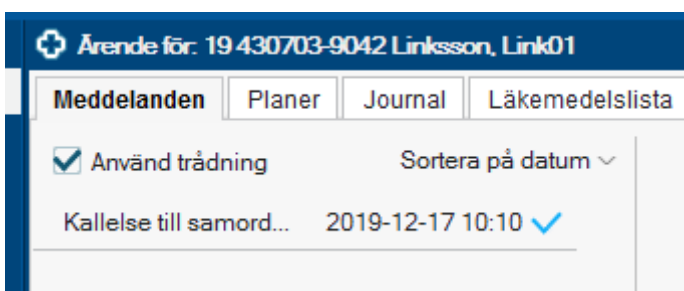 Ärende för: 19 430703-9042 Linksson, Link01
Meddelanden Planer Journal Läkemedelslista
Använd trådning Sortera på datum
Kallelse till samord... 2019-12-17 10:10